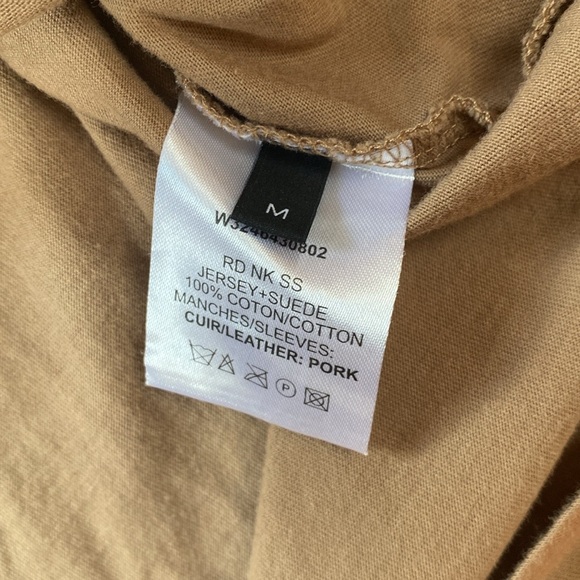 M
W3246430802
RD NK SS
JERSEY+SUEDE
100% COTON/COTTON
MANCHES/SLEEVES:
CUIR/LEATHER: PORK
P